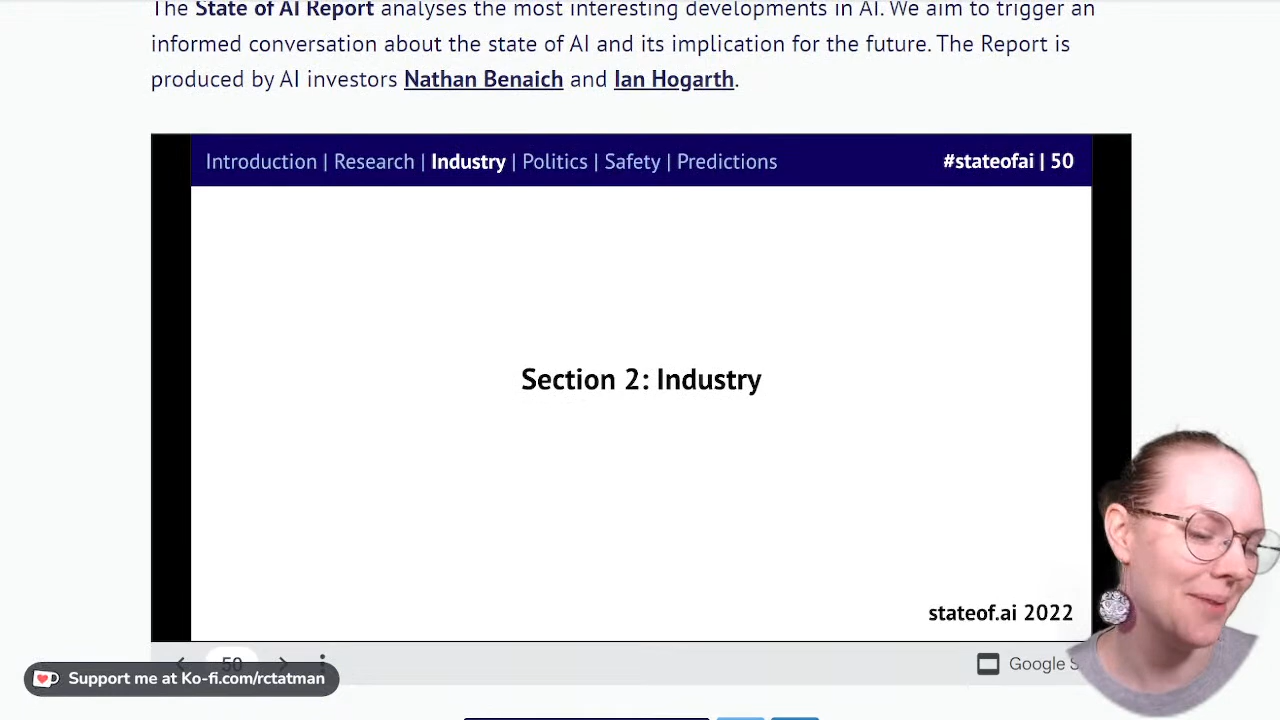 The State of AI Report analyses the most interesting developments in AI. We aim to trigger an
informed conversation about the state of AI and its implication for the future. The Report is
produced by AI investors Nathan Benaich and Ian Hogarth.
Introduction | Research | Industry | Politics | Safety | Predictions
#stateofai | 50
Section 2: Industry
stateof.ai 2022
50
Google
Support me at Ko-fi.com/rctatman